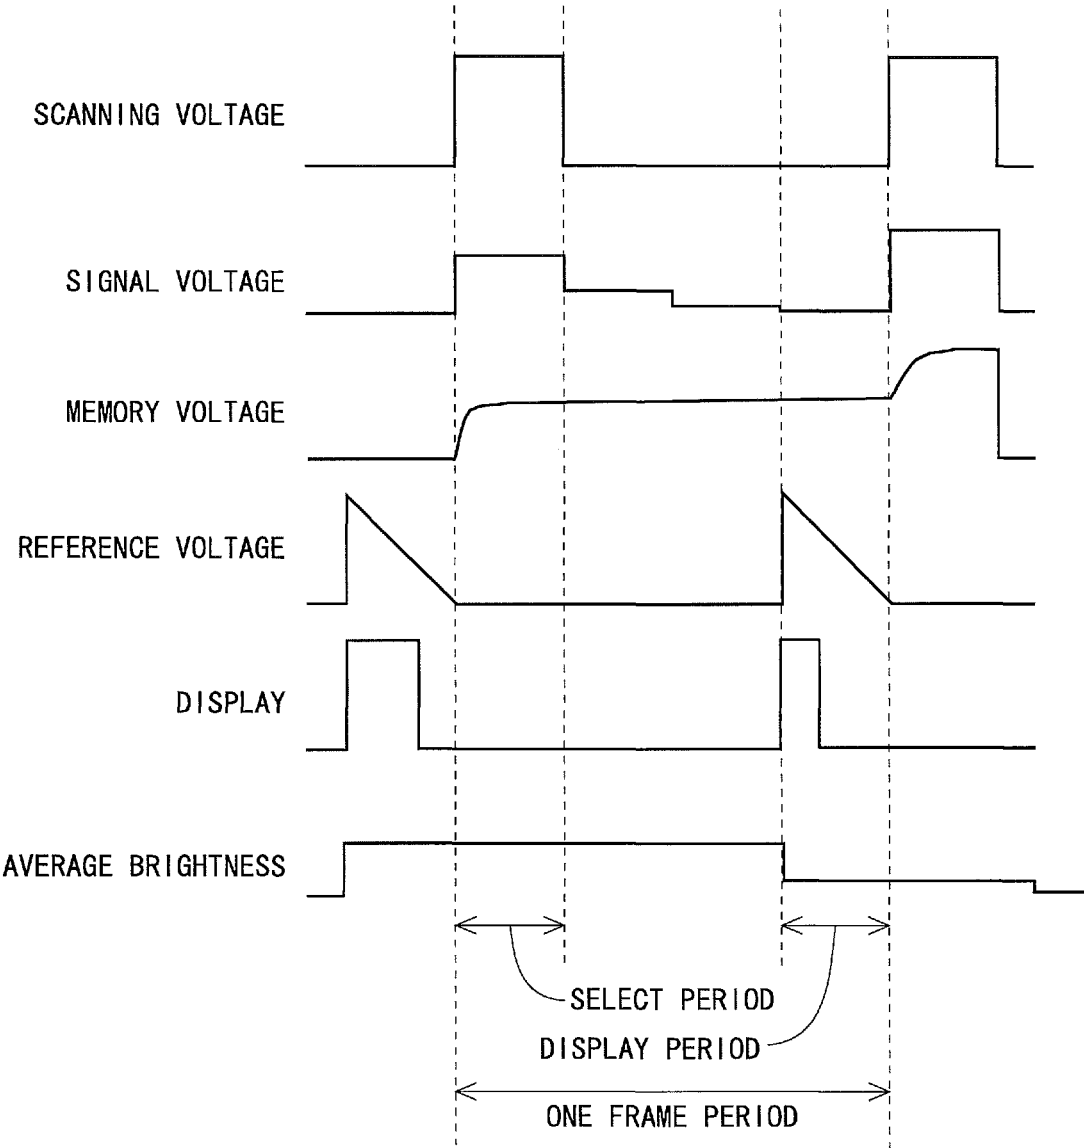 SCANNING VOLTAGE
SIGNAL VOLTAGE
MEMORY VOLTAGE
REFERENCE VOLTAGE
DISPLAY
AVERAGE BRIGHTNESS
SELECT PERIOD
DISPLAY PERIOD
ONE FRAME PERIOD